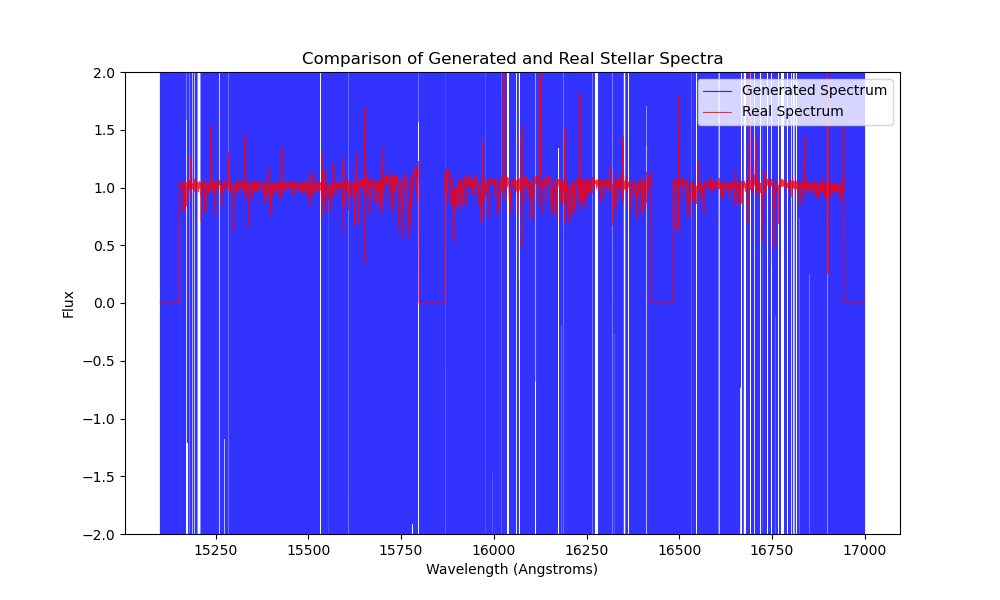 Comparison of Generated and Real Stellar Spectra
2.0
1.5
1.0
0.5
0.0
−0.5
−1.0
−1.5
−2.0
Flux
Generated Spectrum
Real Spectrum
15250 15500 15750 16000 16250 16500 16750 17000
Wavelength (Angstroms)